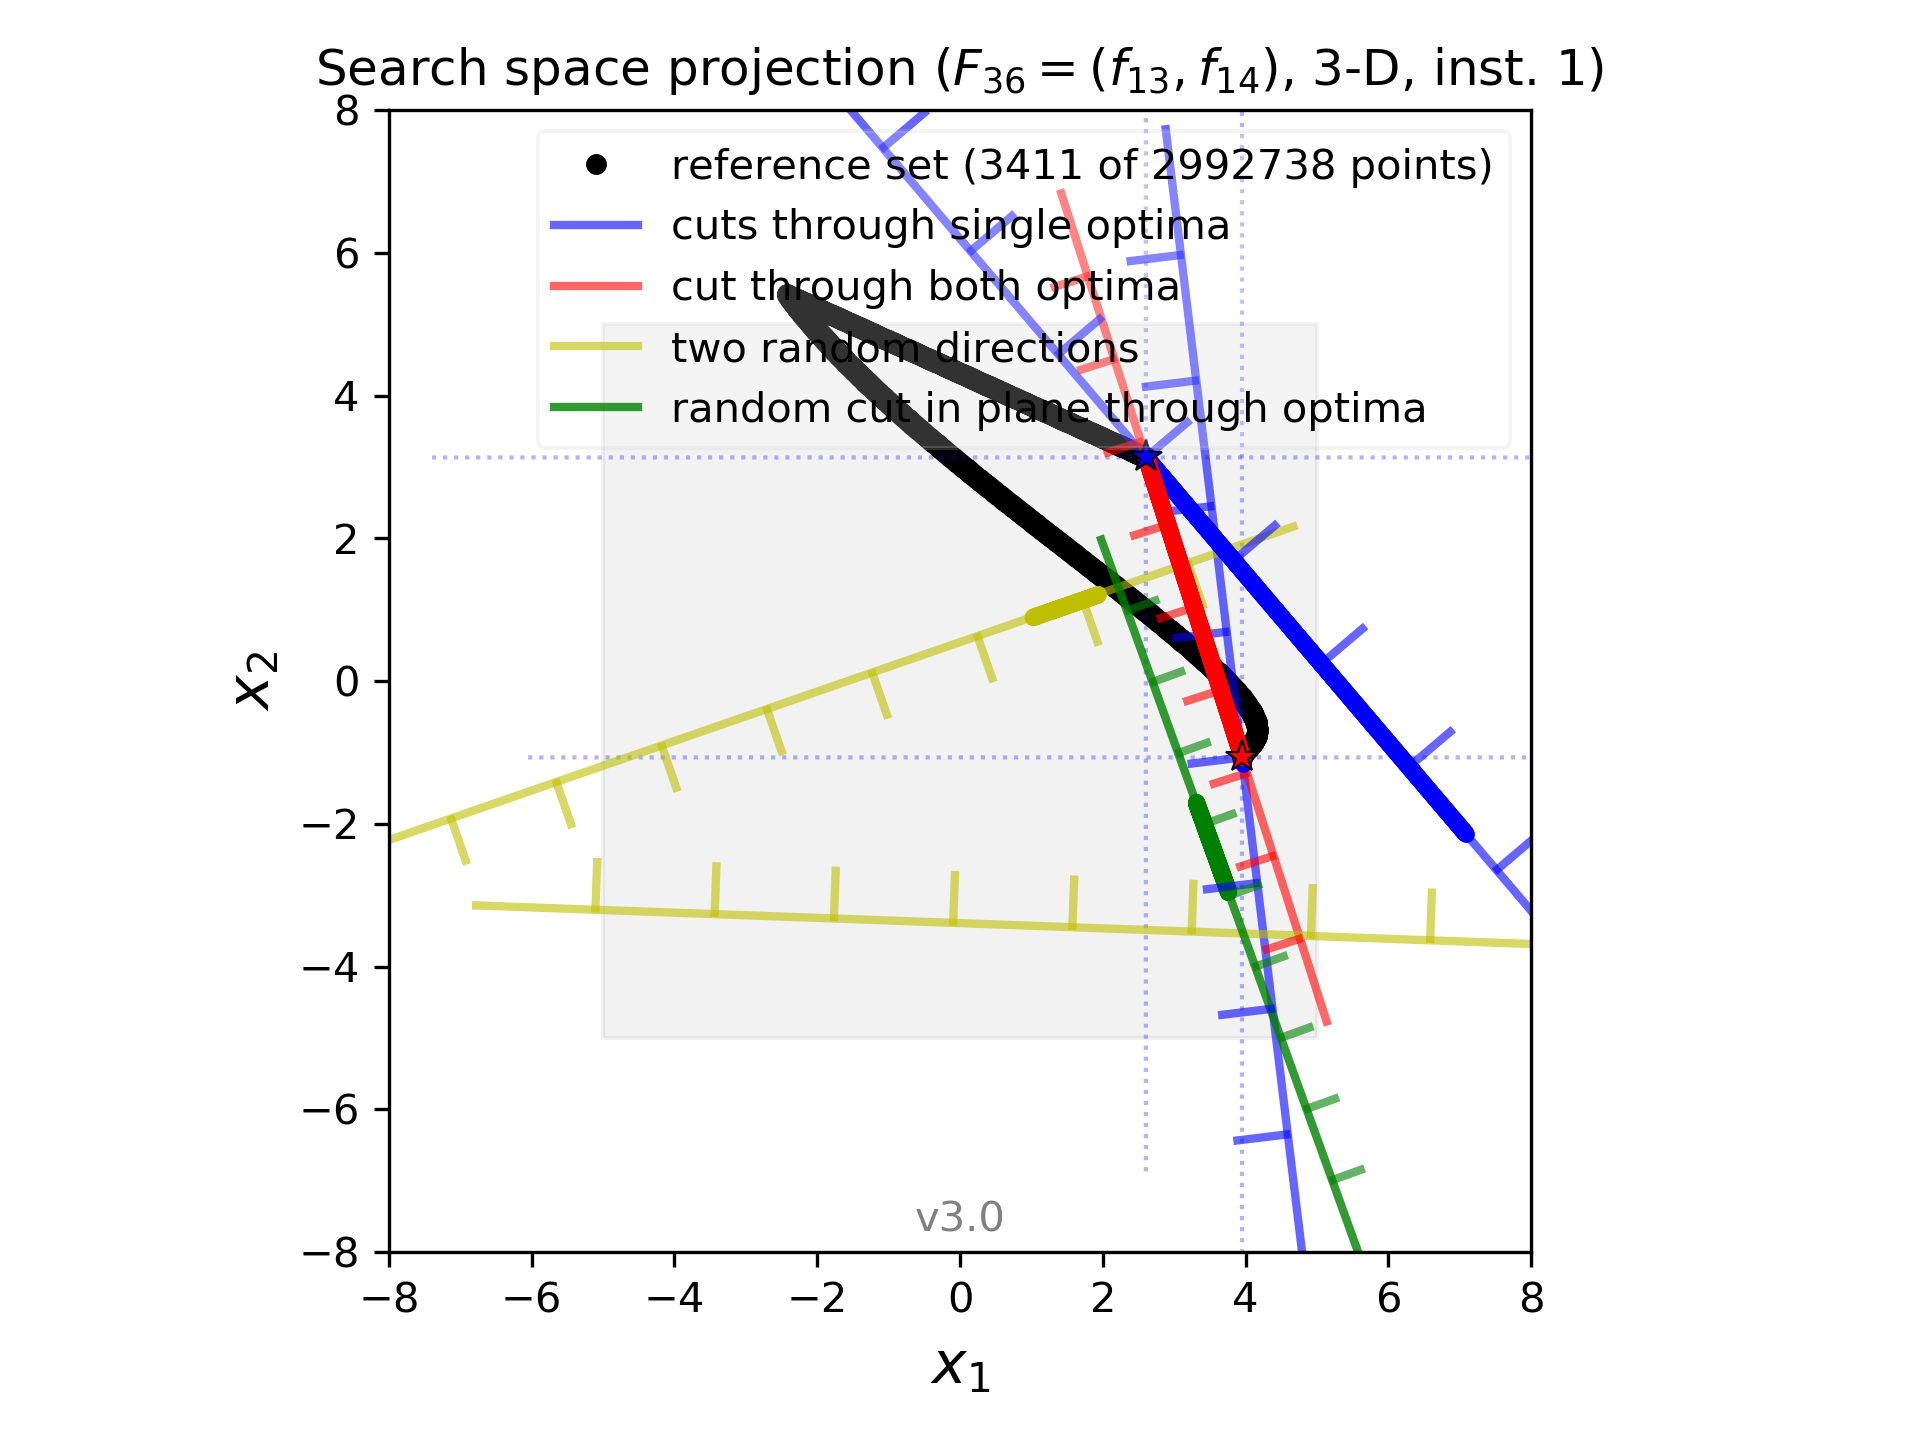 Search space projection (F36 = (f13, f14), 3-D, inst. 1)
reference set (3411 of 2992738 points)
cuts through single optima
cut through both optima
two random directions
random cut in plane through optima
8
6
4
2
0
−2
−4
−6
−8
x2
v3.0
−8 −6 −4 −2 0 2 4 6 8
x1